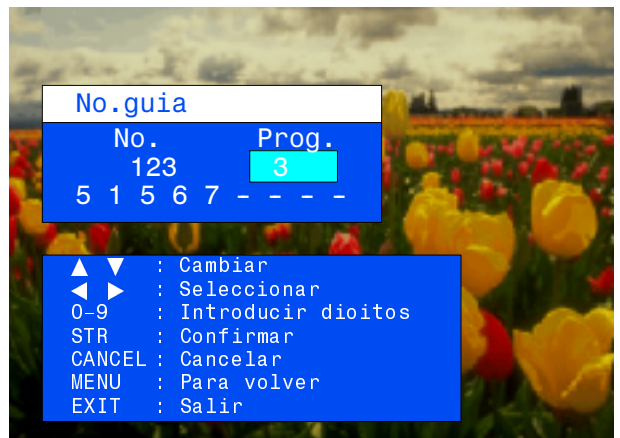 No.guia
No. Prog.
123 3
5 1 5 6 7 - - - -
▲ ▼ : Cambiar
◀ ▶ : Seleccionar
0-9 : Introducir dioitos
STR : Confirmar
CANCEL : Cancelar
MENU : Para volver
EXIT : Salir